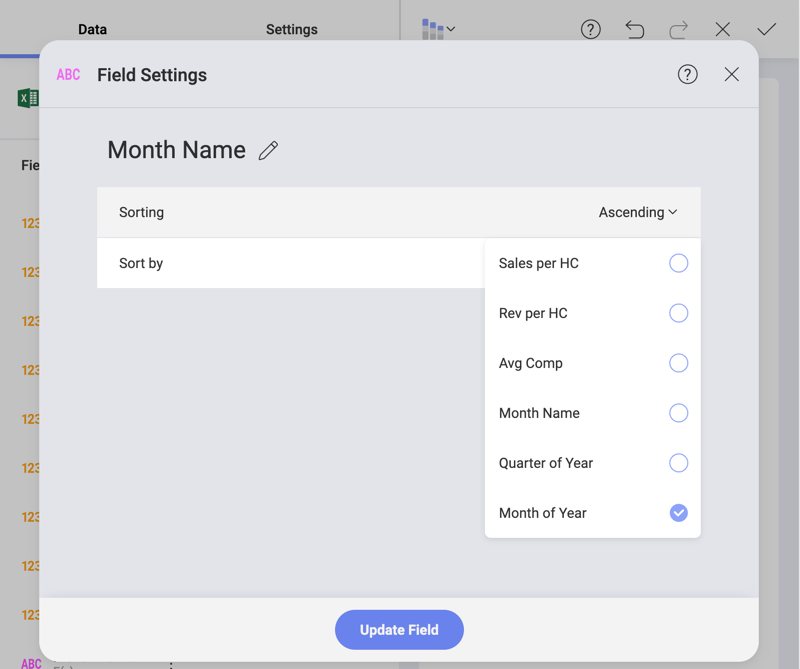 Data
Settings
ABC
Field Settings
Month Name
Fie
Sorting
Ascending
123
Sort by
Sales per HC
123
Rev per HC
123
Avg Comp
123
Month Name
123
Quarter of Year
123
Month of Year
123
123
123
Update Field
ABC